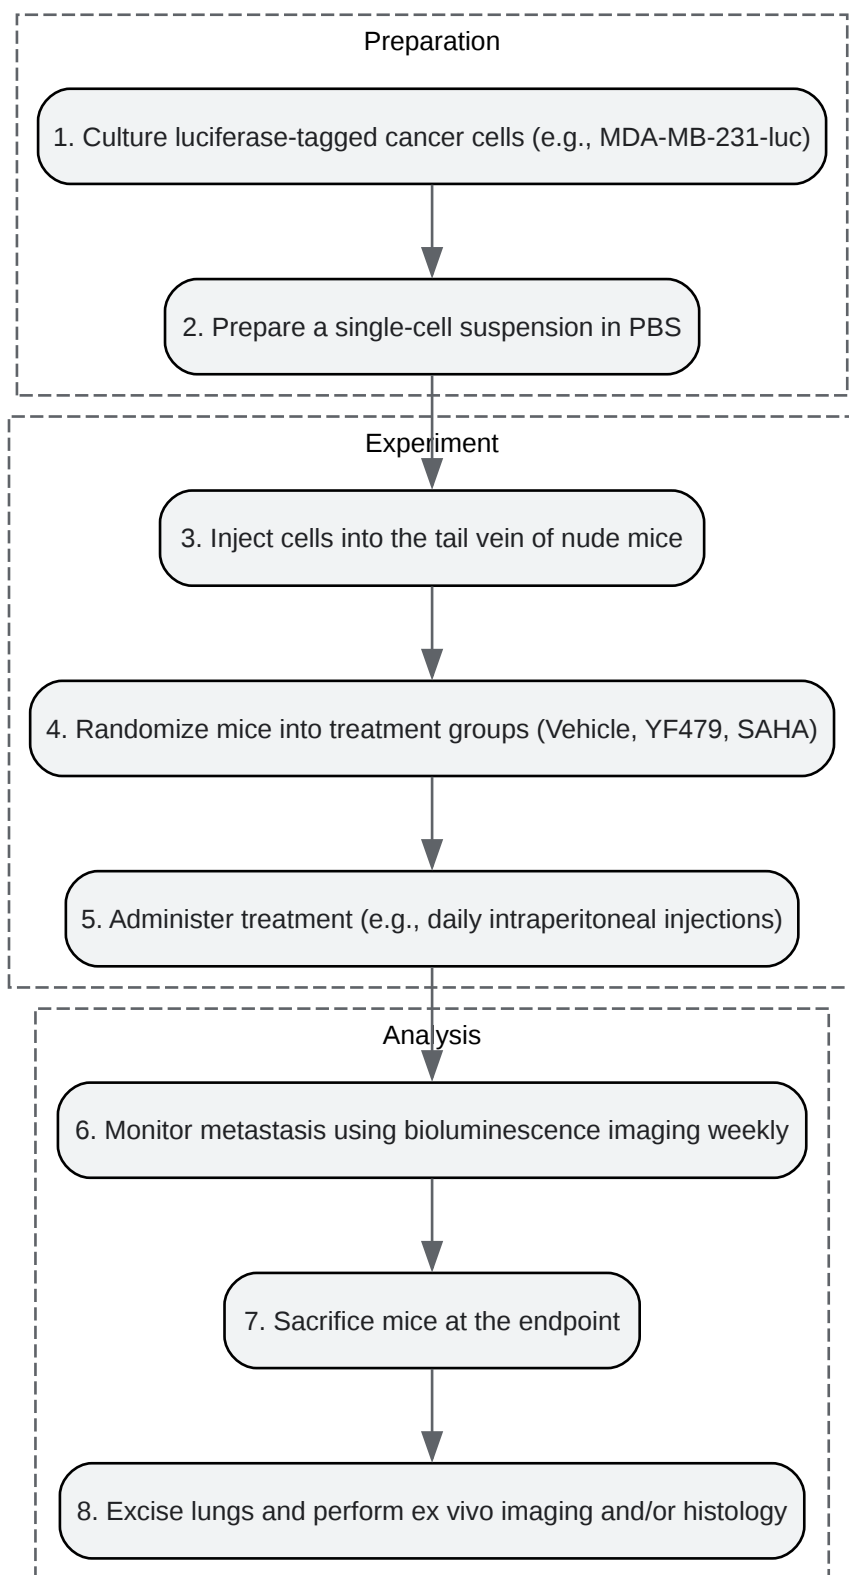 Preparation
1. Culture luciferase-tagged cancer cells (e.g., MDA-MB-231-luc)
2. Prepare a single-cell suspension in PBS
Experiment
3. Inject cells into the tail vein of nude mice
4. Randomize mice into treatment groups (Vehicle, YF479, SAHA)
5. Administer treatment (e.g., daily intraperitoneal injections)
Analysis
6. Monitor metastasis using bioluminescence imaging weekly
7. Sacrifice mice at the endpoint
8. Excise lungs and perform ex vivo imaging and/or histology